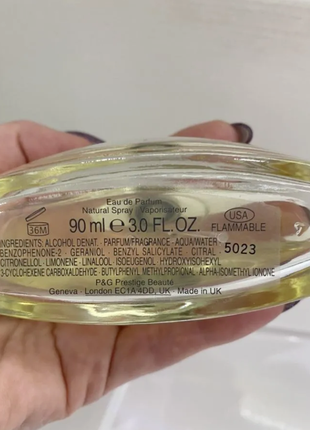 Eau de Parfum
Natural Spray · Vaporisateur
36M
90 ml ℮ 3.0 FL.OZ.
USA
FLAMMABLE
INGREDIENTS: ALCOHOL DENAT. · PARFUM/FRAGRANCE · AQUA/WATER ·
BENZOPHENONE-2 · GERANIOL · BENZYL SALICYLATE · CITRAL ·
5023
CITRONELLOL · LIMONENE · LINALOOL · ISOEUGENOL · HYDROXYISOHEXYL
3-CYCLOHEXENE CARBOXALDEHYDE · BUTYLPHENYL METHYLPROPIONAL · ALPHA-ISOMETHYL IONONE.
P&G Prestige Beauté
Geneva · London EC1A 4DD, UK · Made in UK